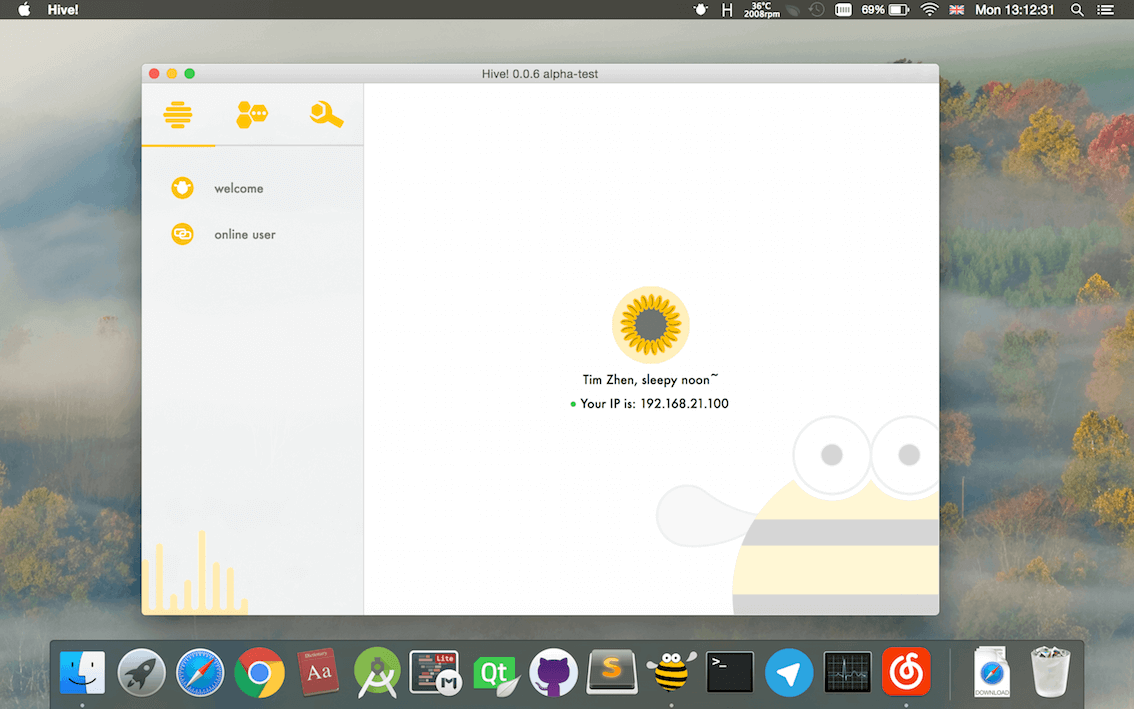 Hive!
36°C
2008rpm
69%
Mon 13:12:31
Hive! 0.0.6 alpha-test
welcome
online user
Tim Zhen, sleepy noon~
Your IP is: 192.168.21.100
Dictionary
Aa
Lite
M
Qt
S
>_
DOWNLOAD